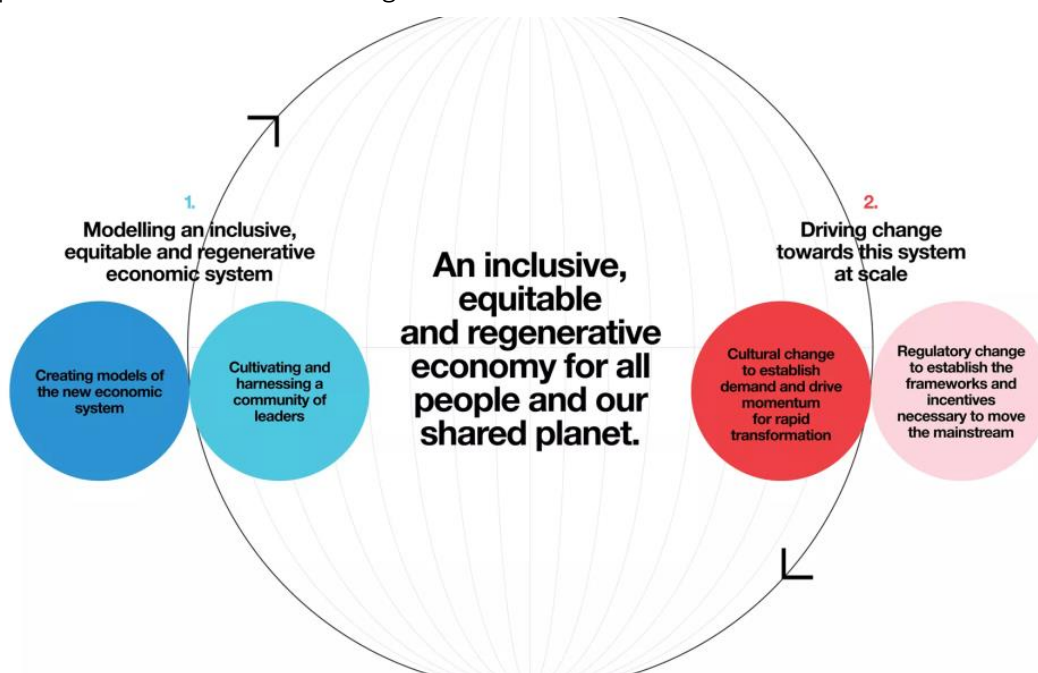 1.
Modelling an inclusive,
equitable and regenerative
economic system
Creating models of
the new economic
system
Cultivating and
harnessing a
community of
leaders
An inclusive,
equitable
and regenerative
economy for all
people and our
shared planet.
2.
Driving change
towards this system
at scale
Cultural change
to establish
demand and drive
momentum
for rapid
transformation
Regulatory change
to establish the
frameworks and
incentives
necessary to move
the mainstream